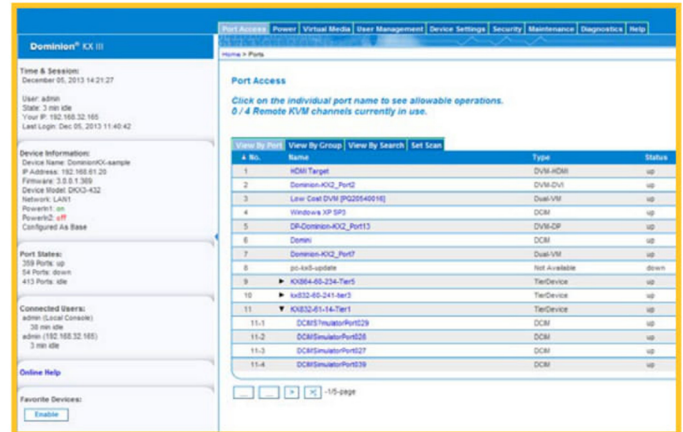 Port Access Power Virtual Media User Management Device Settings Security Maintenance Diagnostics Help
Dominion® KX III
Home > Ports
Time & Session:
December 05, 2013 14:21:27
User: admin
State: 3 min idle
Your IP: 192.168.32.165
Last Login: Dec 05, 2013 11:40:42
Device Information:
Device Name: DominionKX-sample
IP Address: 192.168.61.20
Firmware: 3.0.0.1.369
Device Model: DKX3-432
Network: LAN1
PowerIn1: on
PowerIn2: off
Configured As Base
Port States:
359 Ports: up
54 Ports: down
413 Ports: idle
Connected Users:
admin (Local Console)
38 min idle
admin (192.168.32.165)
3 min idle
Online Help
Favorite Devices:
Enable
Port Access
Click on the individual port name to see allowable operations.
0 / 4 Remote KVM channels currently in use.
View By Port View By Group View By Search Set Scan
▲ No. Name Type Status
1 HDMI Target DVM-HDMI up
2 Dominion-KX2_Port2 DVM-DVI up
3 Low Cost DVM [PQ20540016] Dual-VM up
4 Windows XP SP3 DCIM up
5 DP-Dominion-KX2_Port13 DVM-DP up
6 Domini DCIM up
7 Dominion-KX2_Port7 Dual-VM up
8 pc-kx8-update Not Available down
9 ► KX864-60-234-Tier5 TierDevice up
10 ► kx832-60-241-tier3 TierDevice up
11 ▼ KX832-61-14-Tier1 TierDevice up
11-1 DCIMS?mulatorPort029 DCIM up
11-2 DCIMSimulatorPort028 DCIM up
11-3 DCIMSimulatorPort027 DCIM up
11-4 DCIMSimulatorPort039 DCIM up
... ... > >| -1/5-page